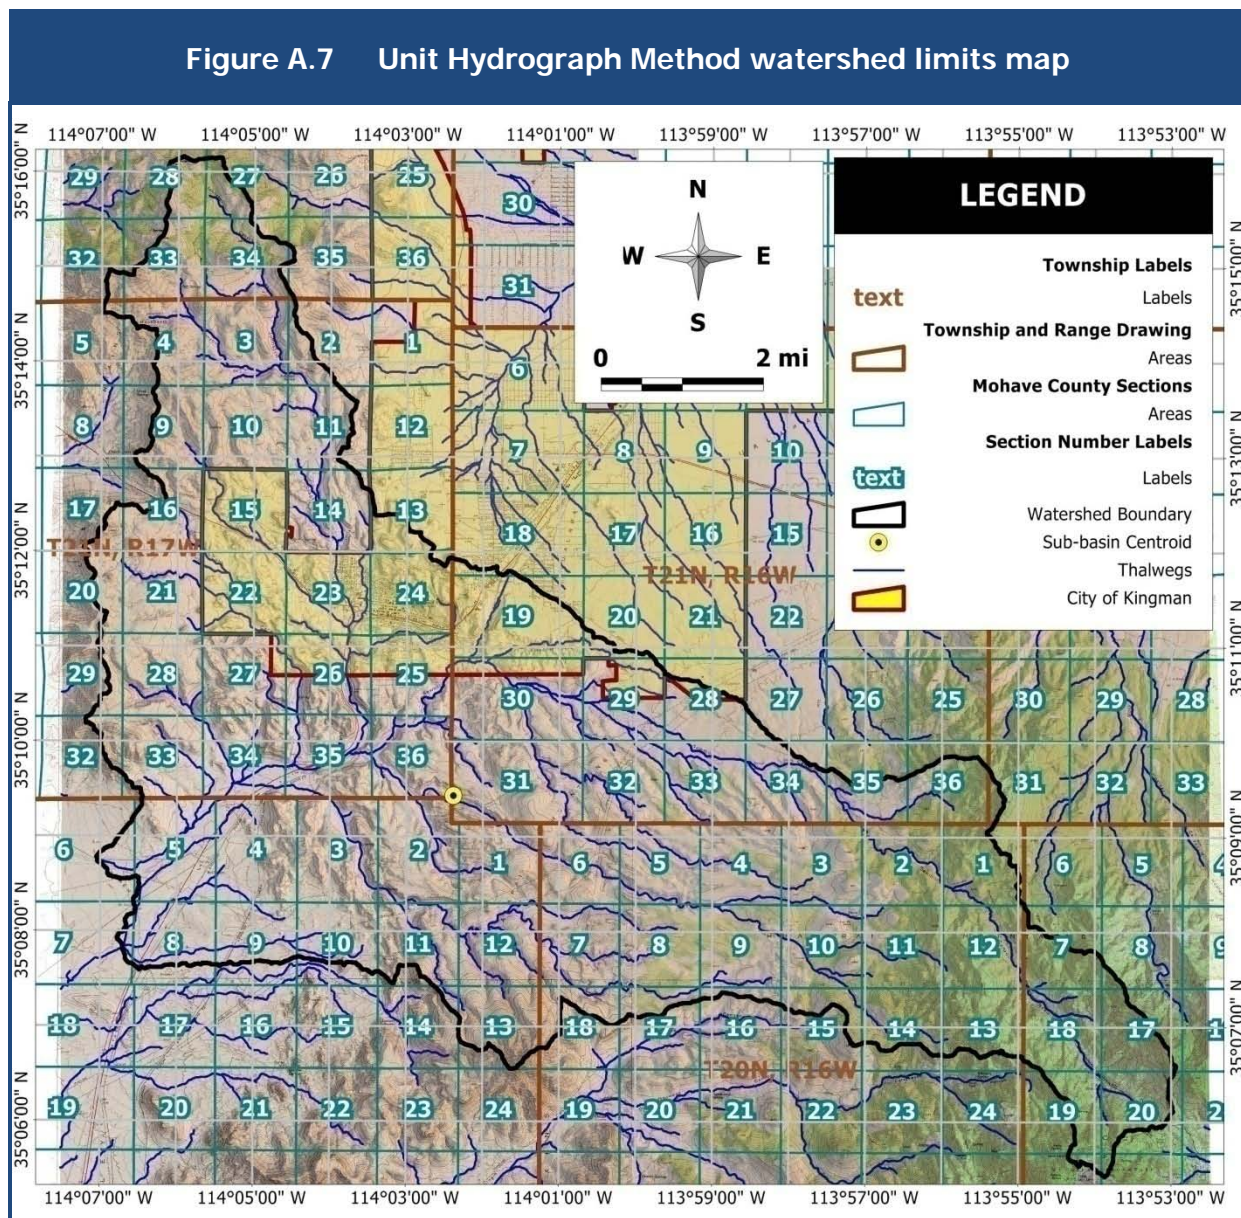 Figure A.7 Unit Hydrograph Method watershed limits map
114°07'00" W 114°05'00" W 114°03'00" W 114°01'00" W 113°59'00" W 113°57'00" W 113°55'00" W 113°53'00" W
35°16'00" N
35°15'00" N
35°14'00" N
35°13'00" N
35°12'00" N
35°11'00" N
35°10'00" N
35°09'00" N
35°08'00" N
35°07'00" N
35°06'00" N
N
W E
S
0 2 mi
LEGEND
Township Labels
text Labels
Township and Range Drawing
Areas
Mohave County Sections
Areas
Section Number Labels
text Labels
Watershed Boundary
Sub-basin Centroid
Thalwegs
City of Kingman
29 28 27 26 25 30
32 33 34 35 36 31
5 4 3 2 1 6
8 9 10 11 12 7 8 9 10
17 16 15 14 13 18 17 16 15
T21N, R16W
20 21 22 23 24 19 20 21 22
29 28 27 26 25 30 29 28 27 26 25 30 29 28
32 33 34 35 36 31 32 33 34 35 36 31 32 33
6 5 4 3 2 1 6 5 4 3 2 1 6 5 4
7 8 9 10 11 12 7 8 9 10 11 12 7 8 9
18 17 16 15 14 13 18 17 16 15 14 13 18 17
T20N, R16W
19 20 21 22 23 24 19 20 21 22 23 24 19 20
114°07'00" W 114°05'00" W 114°03'00" W 114°01'00" W 113°59'00" W 113°57'00" W 113°55'00" W 113°53'00" W